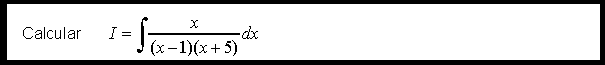 Calcular I = ∫ x / (x − 1)(x + 5) dx